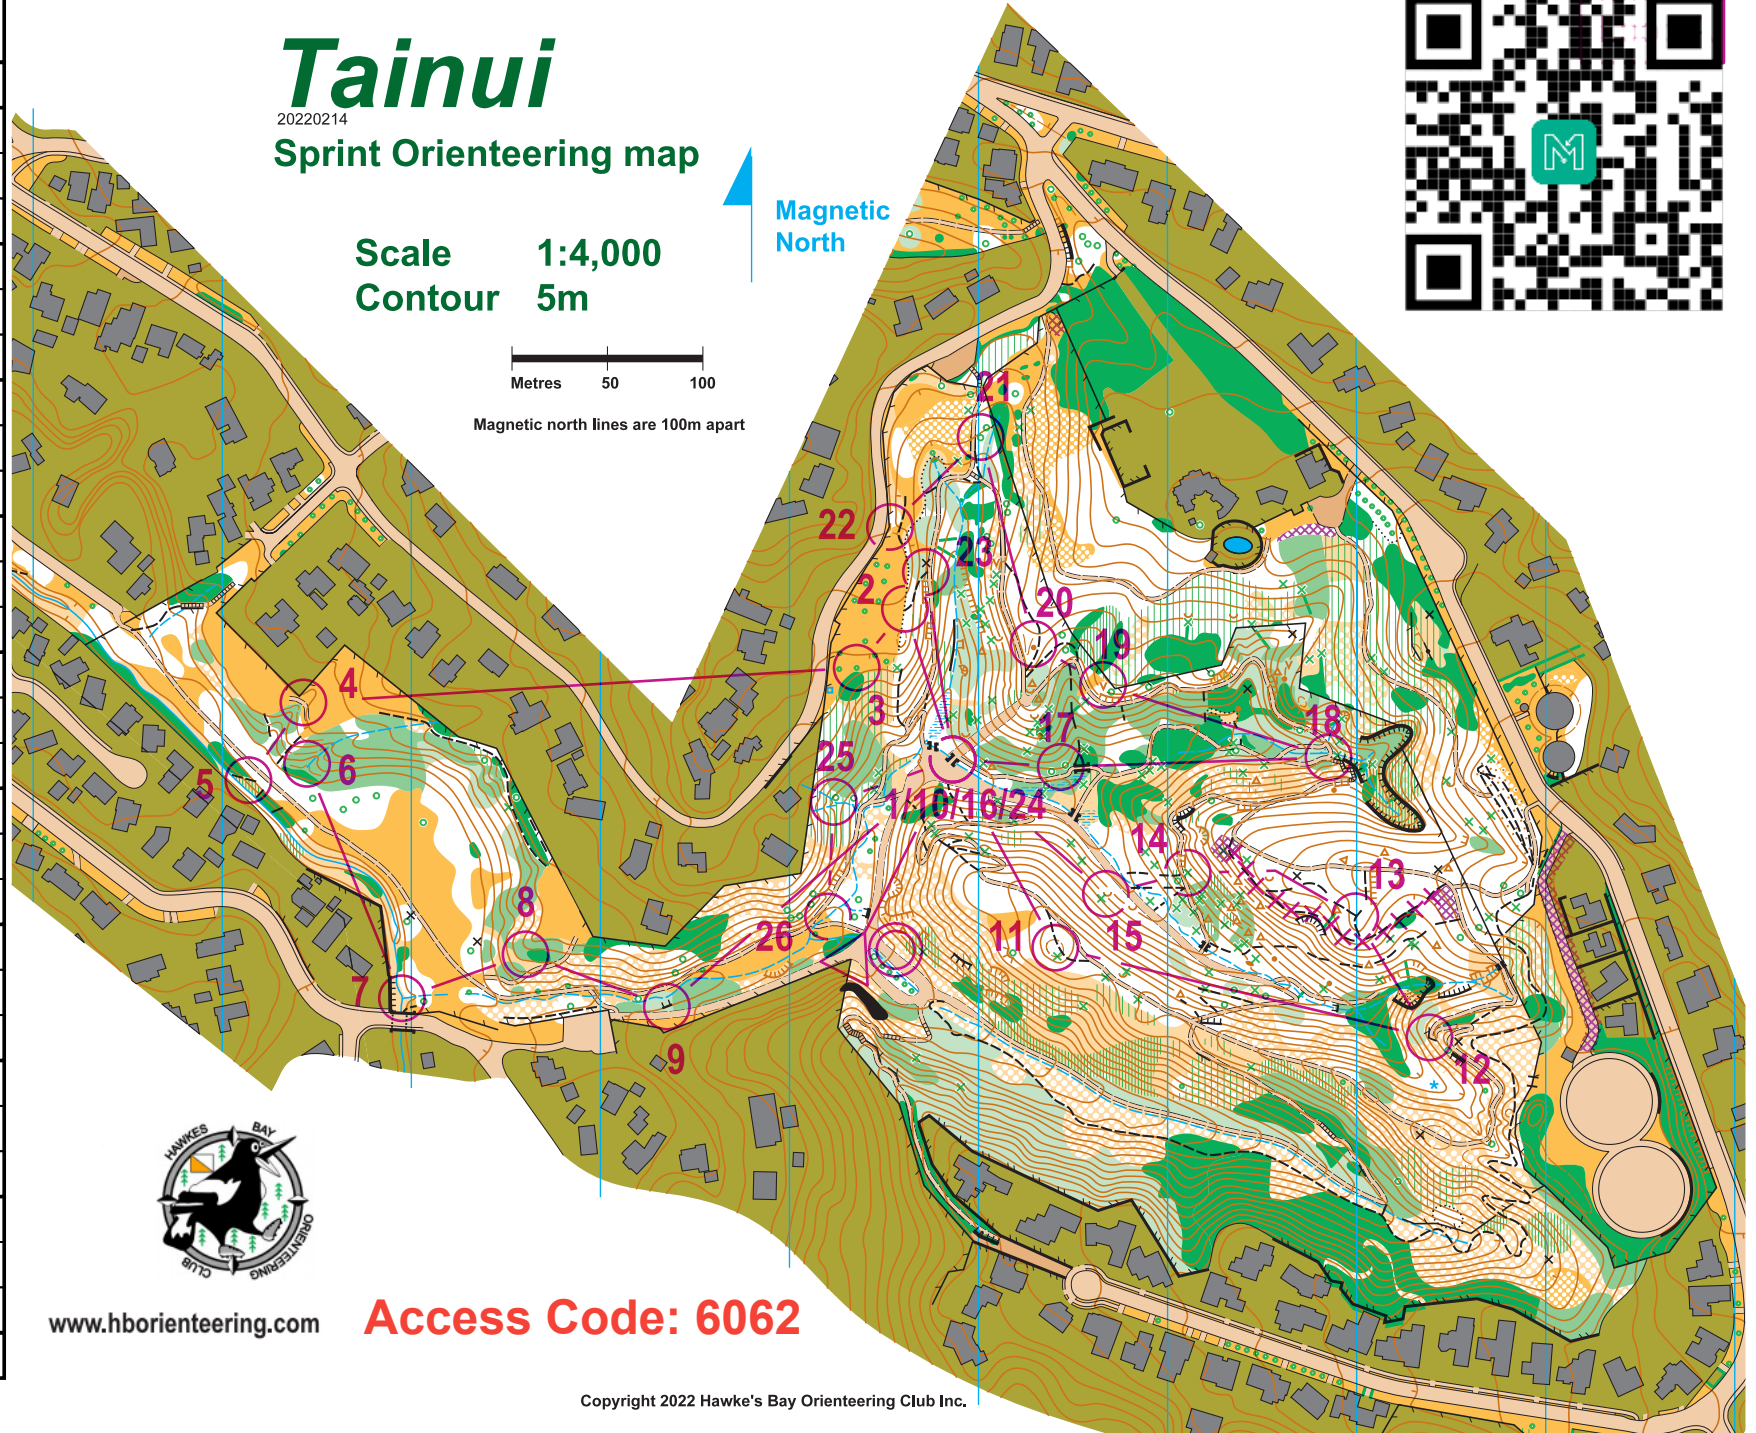 Tainui
20220214
Sprint Orienteering map
Magnetic
North
Scale 1:4,000
Contour 5m
Metres 50 100
Magnetic north lines are 100m apart
21
22
23
2
20
19
4
3
17
18
25
5
6
1/10/16/24
14
13
8
26
11
15
7
9
12
HAWKES BAY
ORIENTEERING
CLUB
www.hborienteering.com
Access Code: 6062
Copyright 2022 Hawke's Bay Orienteering Club Inc.